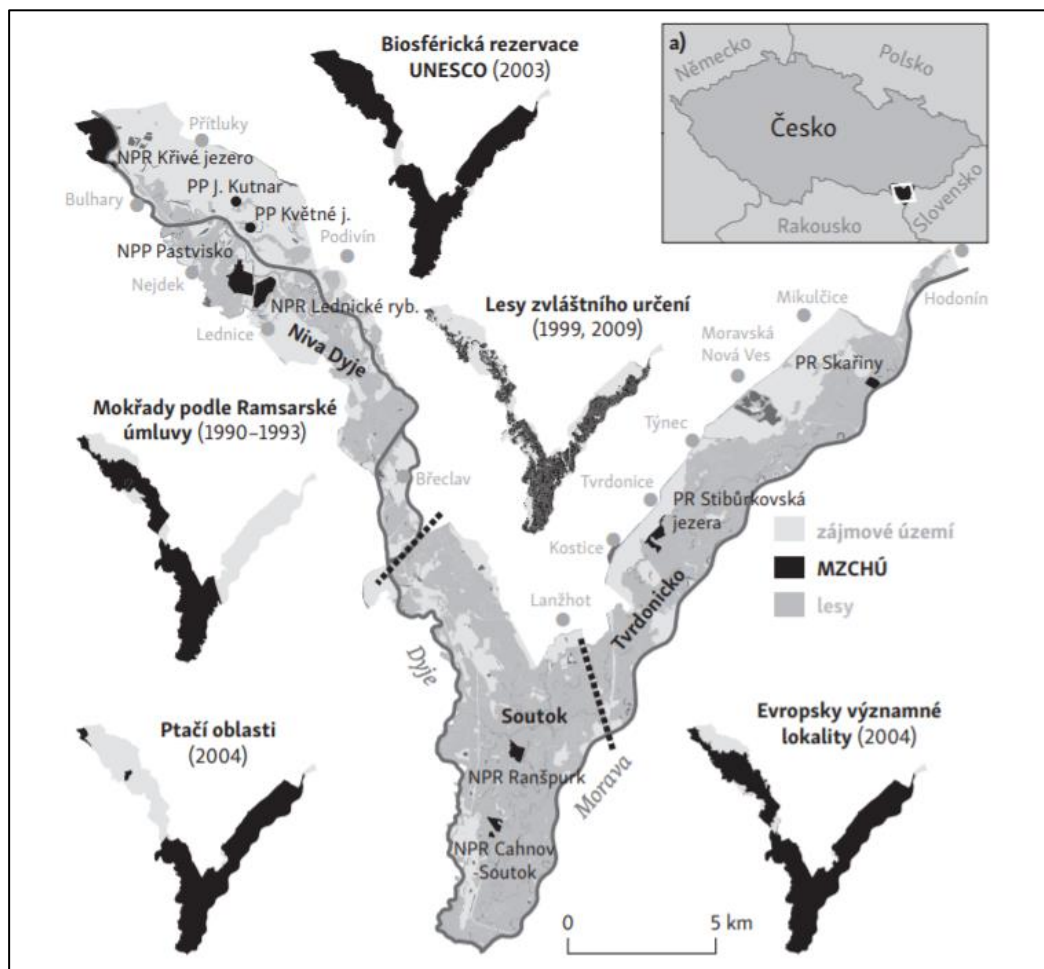 Biosférická rezervace
UNESCO (2003)
a)
Německo
Polsko
Česko
Rakousko
Slovensko
Přítluky
NPR Křivé jezero
PP J. Kutnar
Bulhary
PP Květné j.
Podivín
NPP Pastvisko
Nejdek
NPR Lednické ryb.
Lednice
Niva Dyje
Lesy zvláštního určení
(1999, 2009)
Hodonín
Mikulčice
Moravská
Nová Ves
PR Skařiny
Mokřady podle Ramsarské
úmluvy (1990–1993)
Týnec
Břeclav
Tvrdonice
PR Stibůrkovská
jezera
Kostice
zájmové území
MZCHÚ
lesy
Lanžhot
Tvrdonicko
Dyje
Soutok
Morava
Ptačí oblasti
(2004)
Evropsky významné
lokality (2004)
NPR Ranšpurk
NPR Cahnov
-Soutok
0
5 km